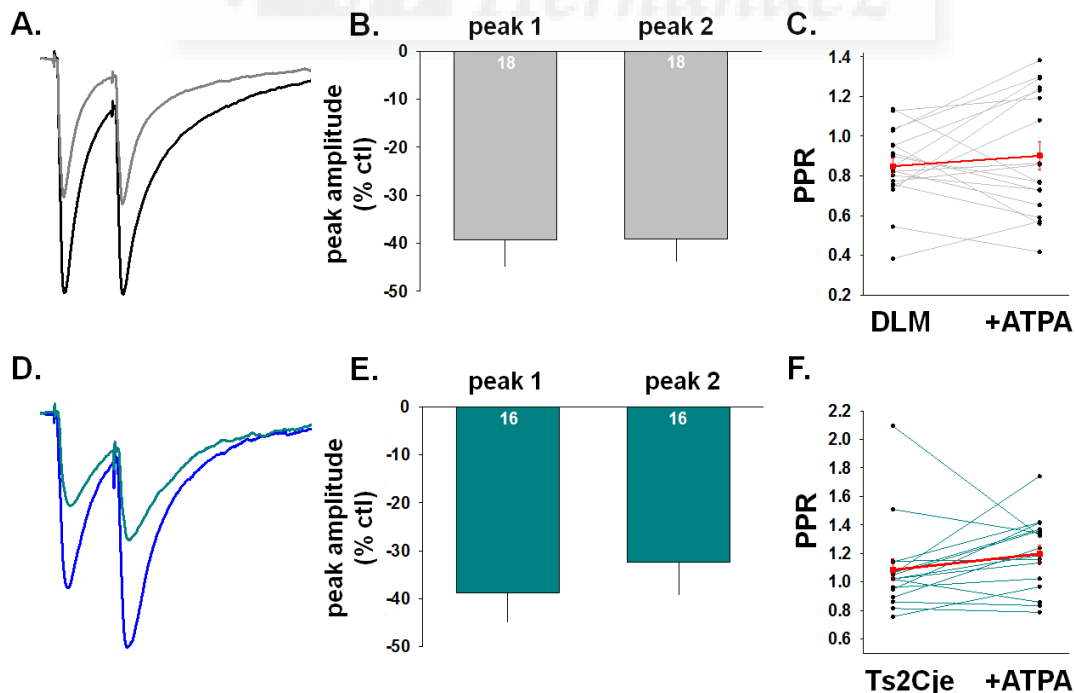 Hernández
A.
B.
peak 1
peak 2
C.
0
-10
-20
-30
-40
-50
peak amplitude
(% ctl)
18
18
1.4
1.2
1.0
0.8
0.6
0.4
0.2
PPR
DLM
+ATPA
D.
E.
peak 1
peak 2
F.
0
-10
-20
-30
-40
-50
peak amplitude
(% ctl)
16
16
2.2
2.0
1.8
1.6
1.4
1.2
1.0
0.8
0.6
PPR
Ts2Cje
+ATPA